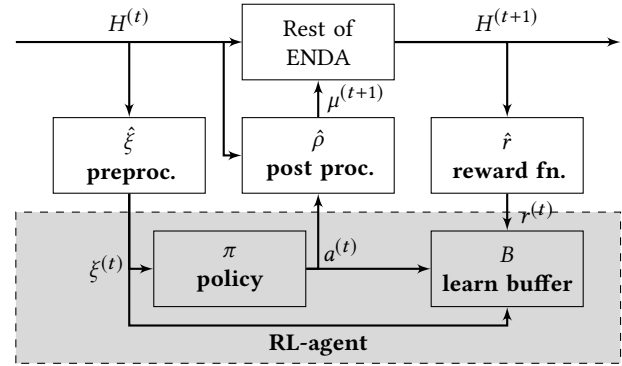 H^(t)
Rest of
ENDA
H^(t+1)
μ^(t+1)
ξ̂
preproc.
ρ̂
post proc.
r̂
reward fn.
r^(t)
ξ^(t)
π
policy
a^(t)
B
learn buffer
RL-agent